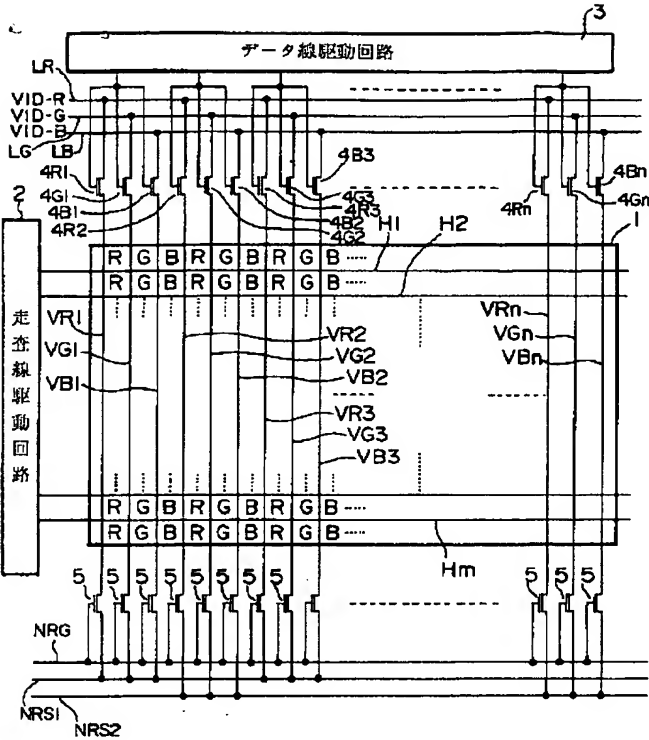 3
データ線駆動回路
LR
VID-R
VID-G
VID-B
LG
LB
4R1
4G1
4B1
4R2
4B3
4G3
4R3
4B2
4G2
4Rn
4Bn
4Gn
2
走査線駆動回路
H1
H2
1
R G B R G B R G B
R G B R G B R G B
VR1
VG1
VB1
VR2
VG2
VB2
VR3
VG3
VB3
VRn
VGn
VBn
R G B R G B R G B
R G B R G B R G B
Hm
5 5 5 5 5 5 5 5 5 5 5
NRG
NRS1
NRS2